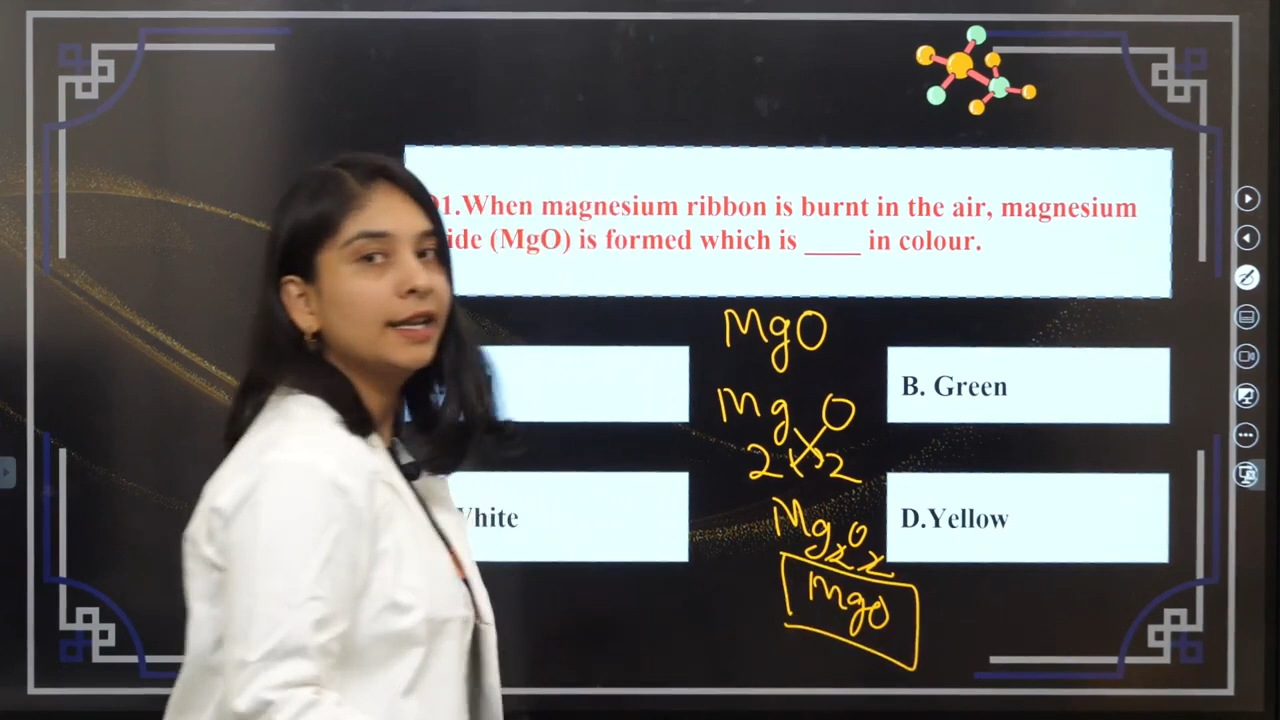 1.When magnesium ribbon is burnt in the air, magnesium
ide (MgO) is formed which is ____ in colour.
MgO
B. Green
Mg O
2+ 2
hite
D.Yellow
Mg2O2
MgO